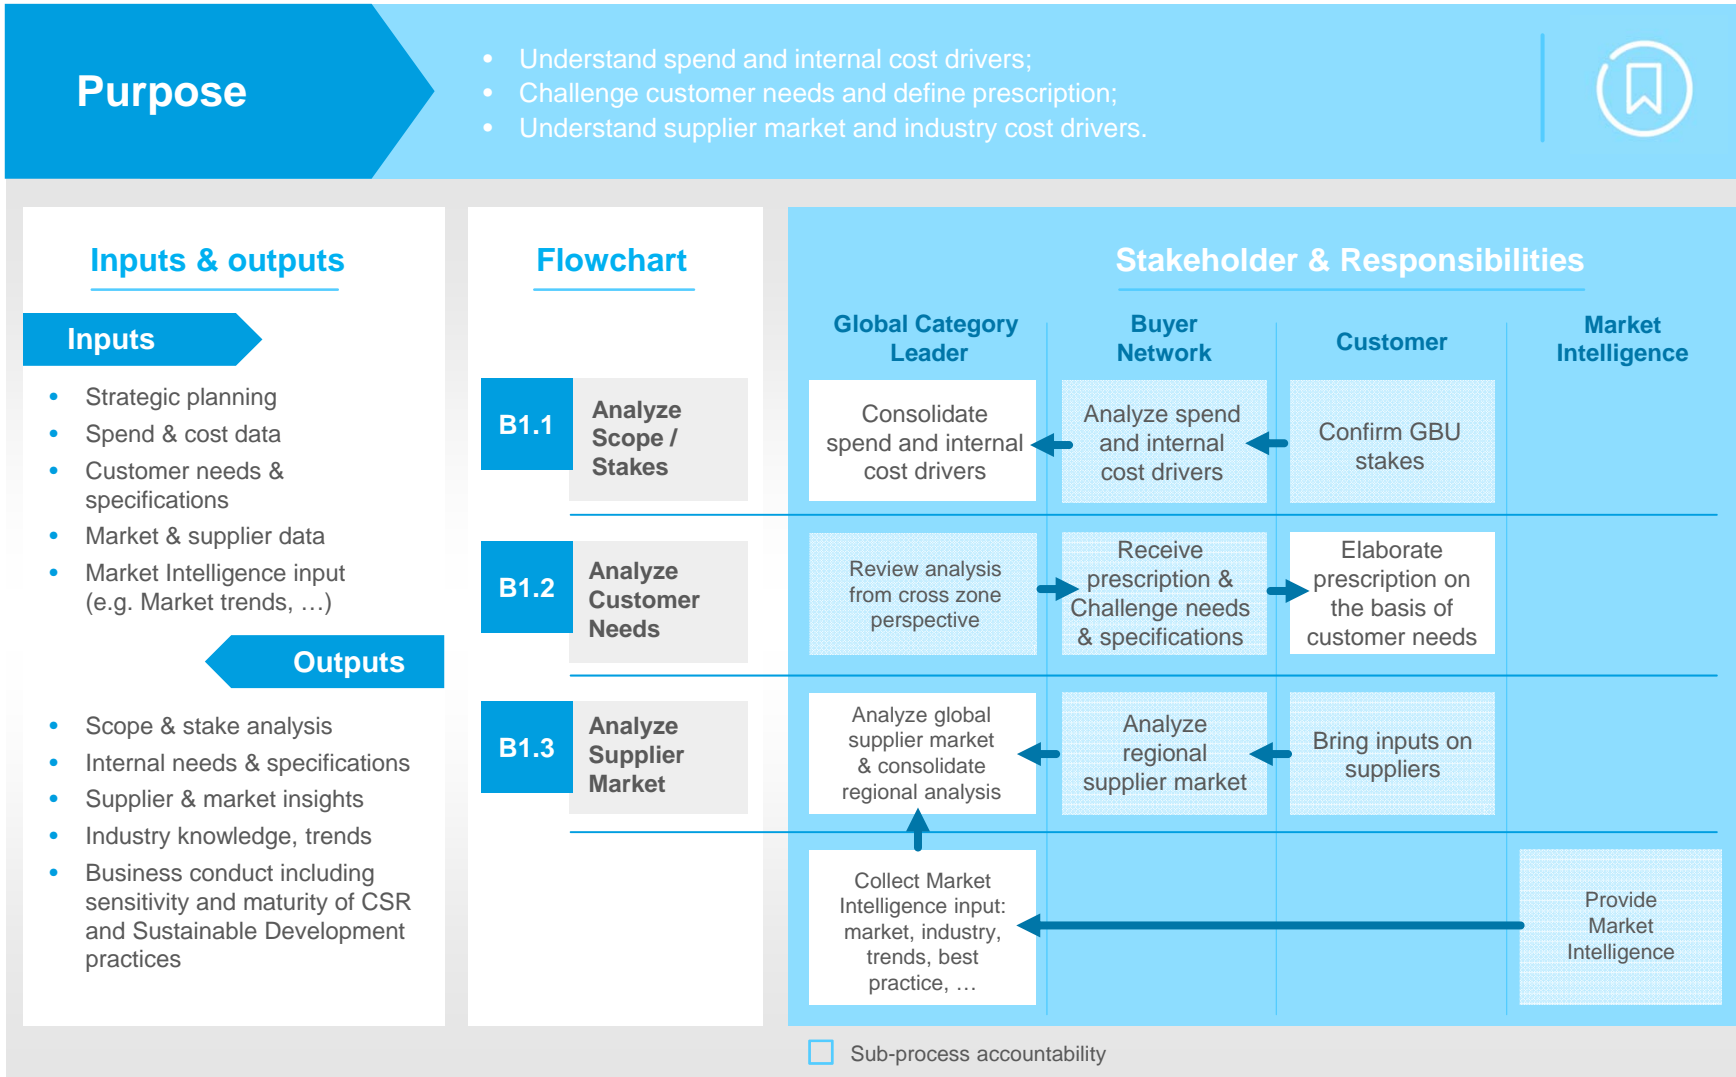 Purpose
• Understand spend and internal cost drivers;
• Challenge customer needs and define prescription;
• Understand supplier market and industry cost drivers.
Inputs & outputs
Inputs
• Strategic planning
• Spend & cost data
• Customer needs &
specifications
• Market & supplier data
• Market Intelligence input
(e.g. Market trends, …)
Outputs
• Scope & stake analysis
• Internal needs & specifications
• Supplier & market insights
• Industry knowledge, trends
• Business conduct including
sensitivity and maturity of CSR
and Sustainable Development
practices
Flowchart
B1.1
Analyze
Scope /
Stakes
B1.2
Analyze
Customer
Needs
B1.3
Analyze
Supplier
Market
Stakeholder & Responsibilities
Global Category
Leader
Buyer
Network
Customer
Market
Intelligence
Consolidate
spend and internal
cost drivers
Analyze spend
and internal
cost drivers
Confirm GBU
stakes
Review analysis
from cross zone
perspective
Receive
prescription &
Challenge needs
& specifications
Elaborate
prescription on
the basis of
customer needs
Analyze global
supplier market
& consolidate
regional analysis
Analyze
regional
supplier market
Bring inputs on
suppliers
Collect Market
Intelligence input:
market, industry,
trends, best
practice, …
Provide
Market
Intelligence
Sub-process accountability